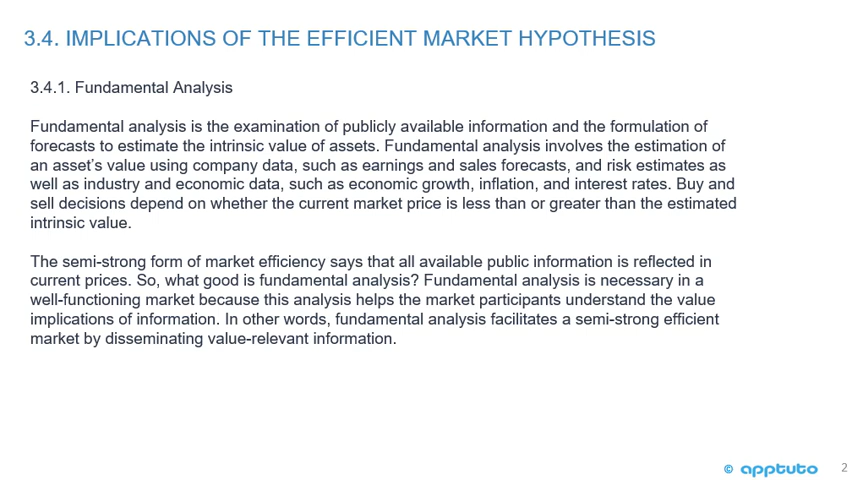 3.4. IMPLICATIONS OF THE EFFICIENT MARKET HYPOTHESIS
3.4.1. Fundamental Analysis
Fundamental analysis is the examination of publicly available information and the formulation of
forecasts to estimate the intrinsic value of assets. Fundamental analysis involves the estimation of
an asset's value using company data, such as earnings and sales forecasts, and risk estimates as
well as industry and economic data, such as economic growth, inflation, and interest rates. Buy and
sell decisions depend on whether the current market price is less than or greater than the estimated
intrinsic value.
The semi-strong form of market efficiency says that all available public information is reflected in
current prices. So, what good is fundamental analysis? Fundamental analysis is necessary in a
well-functioning market because this analysis helps the market participants understand the value
implications of information. In other words, fundamental analysis facilitates a semi-strong efficient
market by disseminating value-relevant information.
© apptuto 2